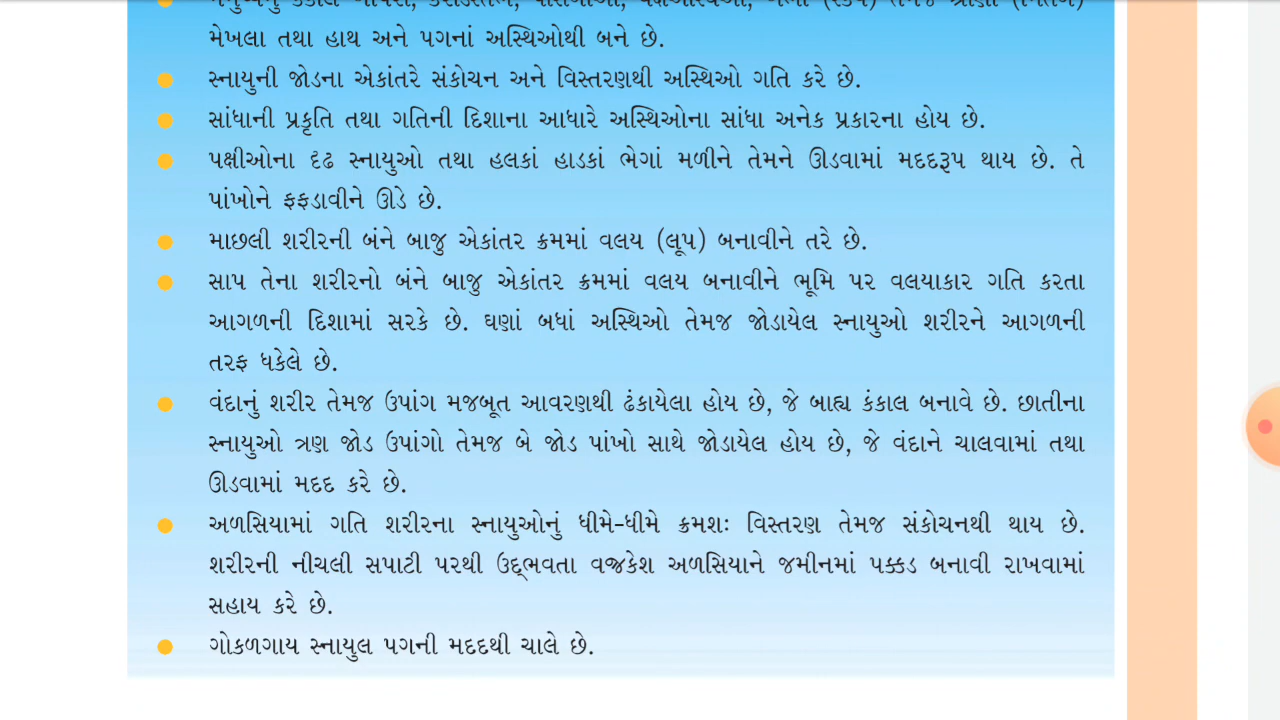 મેખલા તથા હાથ અને પગનાં અસ્થિઓથી બને છે.
સ્નાયુની જોડના એકાંતરે સંકોચન અને વિસ્તરણથી અસ્થિઓ ગતિ કરે છે.
સાંધાની પ્રકૃતિ તથા ગતિની દિશાના આધારે અસ્થિઓના સાંધા અનેક પ્રકારના હોય છે.
પક્ષીઓના દૃઢ સ્નાયુઓ તથા હલકાં હાડકાં ભેગાં મળીને તેમને ઊડવામાં મદદરૂપ થાય છે. તે
પાંખોને ફફડાવીને ઊડે છે.
માછલી શરીરની બંને બાજુ એકાંતર ક્રમમાં વલય (લૂપ) બનાવીને તરે છે.
સાપ તેના શરીરનો બંને બાજુ એકાંતર ક્રમમાં વલય બનાવીને ભૂમિ પર વલયાકાર ગતિ કરતા
આગળની દિશામાં સરકે છે. ઘણાં બધાં અસ્થિઓ તેમજ જોડાયેલ સ્નાયુઓ શરીરને આગળની
તરફ ધકેલે છે.
વંદાનું શરીર તેમજ ઉપાંગ મજબૂત આવરણથી ઢંકાયેલા હોય છે, જે બાહ્ય કંકાલ બનાવે છે. છાતીના
સ્નાયુઓ ત્રણ જોડ ઉપાંગો તેમજ બે જોડ પાંખો સાથે જોડાયેલ હોય છે, જે વંદાને ચાલવામાં તથા
ઊડવામાં મદદ કરે છે.
અળસિયામાં ગતિ શરીરના સ્નાયુઓનું ધીમે-ધીમે ક્રમશઃ વિસ્તરણ તેમજ સંકોચનથી થાય છે.
શરીરની નીચલી સપાટી પરથી ઉદ્ભવતા વજ્રકેશ અળસિયાને જમીનમાં પક્કડ બનાવી રાખવામાં
સહાય કરે છે.
ગોકળગાય સ્નાયુલ પગની મદદથી ચાલે છે.